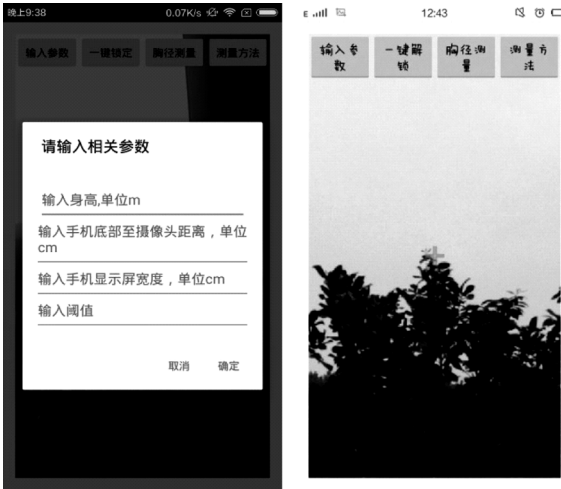 晚上9:38
0.07K/s
输入参数
一键锁定
胸径测量
测量方法
请输入相关参数
输入身高,单位m
输入手机底部至摄像头距离，单位
cm
输入手机显示屏宽度，单位cm
输入阈值
取消
确定
E
12:43
输入参
数
一键解
锁
胸径测
量
测量方
法